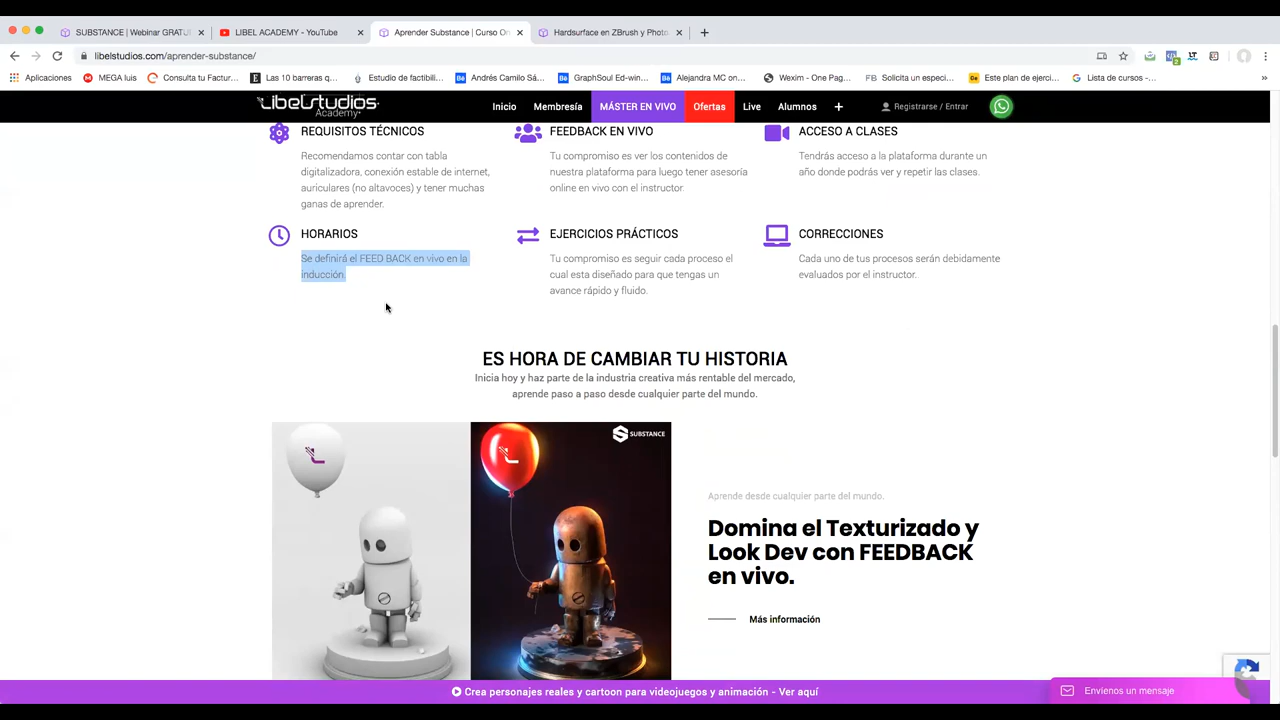 SUBSTANCE | Webinar GRATU
LIBEL ACADEMY - YouTube
Aprender Substance | Curso On
Hardsurface en ZBrush y Photo
libelstudios.com/aprender-substance/
Aplicaciones
MEGA luis
Consulta tu Factur...
Las 10 barreras q...
Estudio de factibili...
Andrés Camilo Sá...
GraphSoul Ed-win...
Alejandra MC on...
Wexim - One Pag...
FB Solicita un especi...
Este plan de ejerci...
Lista de cursos -...
Libelstudios
Academy
Inicio
Membresía
MÁSTER EN VIVO
Ofertas
Live
Alumnos
Registrarse / Entrar
REQUISITOS TÉCNICOS
Recomendamos contar con tabla
digitalizadora, conexión estable de internet,
auriculares (no altavoces) y tener muchas
ganas de aprender.
FEEDBACK EN VIVO
Tu compromiso es ver los contenidos de
nuestra plataforma para luego tener asesoría
online en vivo con el instructor.
ACCESO A CLASES
Tendrás acceso a la plataforma durante un
año donde podrás ver y repetir las clases.
HORARIOS
Se definirá el FEED BACK en vivo en la
inducción.
EJERCICIOS PRÁCTICOS
Tu compromiso es seguir cada proceso el
cual esta diseñado para que tengas un
avance rápido y fluido.
CORRECCIONES
Cada uno de tus procesos serán debidamente
evaluados por el instructor..
ES HORA DE CAMBIAR TU HISTORIA
Inicia hoy y haz parte de la industria creativa más rentable del mercado,
aprende paso a paso desde cualquier parte del mundo.
SUBSTANCE
Aprende desde cualquier parte del mundo.
Domina el Texturizado y
Look Dev con FEEDBACK
en vivo.
Más información
Crea personajes reales y cartoon para videojuegos y animación - Ver aquí
Envíenos un mensaje